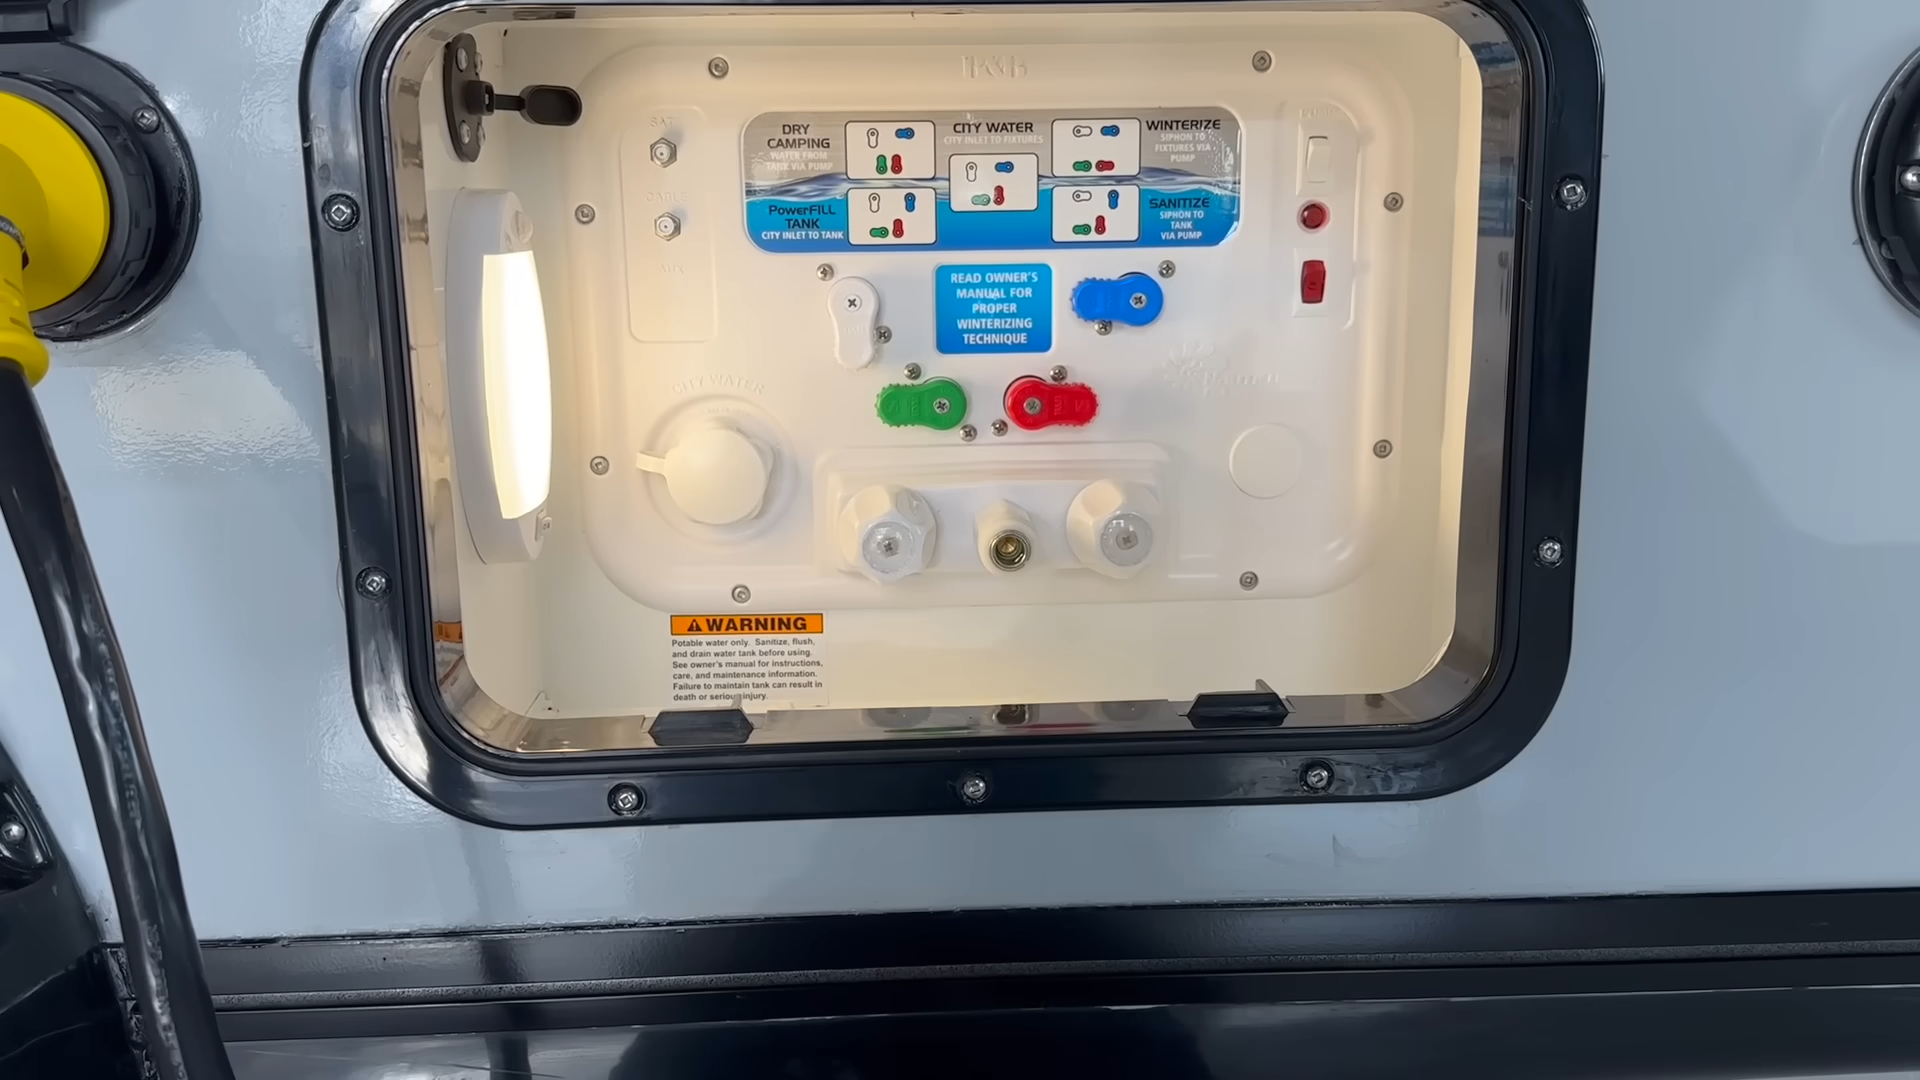 SAT
CABLE
AUX
DRY
CAMPING
WATER FROM
TANK VIA PUMP
CITY WATER
CITY INLET TO FIXTURES
WINTERIZE
SIPHON TO
FIXTURES VIA
PUMP
PowerFILL
TANK
CITY INLET TO TANK
SANITIZE
SIPHON TO
TANK
VIA PUMP
READ OWNER'S
MANUAL FOR
PROPER
WINTERIZING
TECHNIQUE
CITY WATER
WARNING
Potable water only. Sanitize, flush,
and drain water tank before using.
See owner's manual for instructions,
care, and maintenance information.
Failure to maintain tank can result in
death or serious injury.